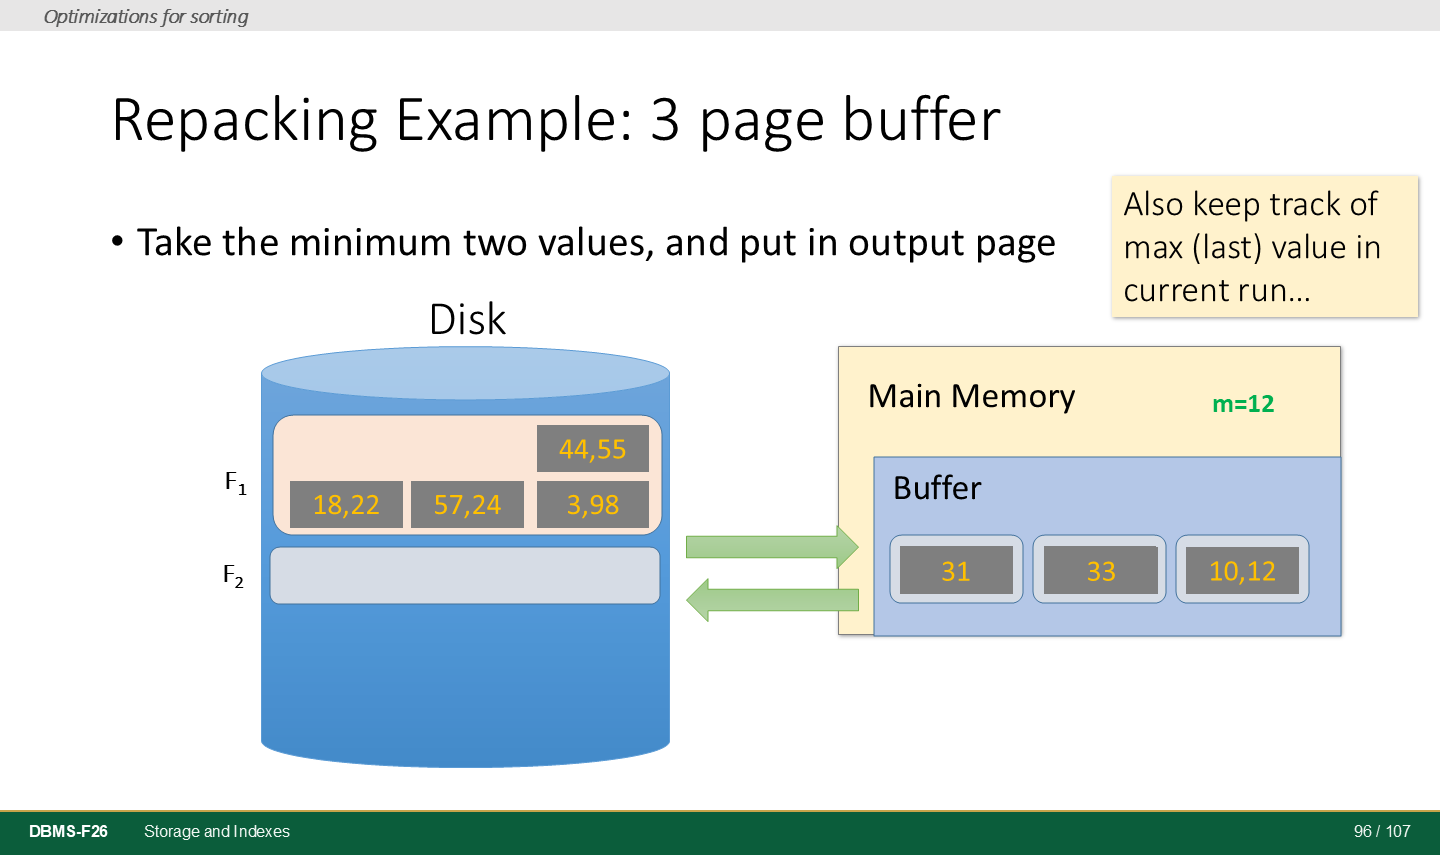 Optimizations for sorting
Repacking Example: 3 page buffer
• Take the minimum two values, and put in output page
Also keep track of
max (last) value in
current run...
Disk
Main Memory
m=12
44,55
F1
18,22
57,24
3,98
Buffer
F2
31
33
10,12
DBMS-F26
Storage and Indexes
96 / 107